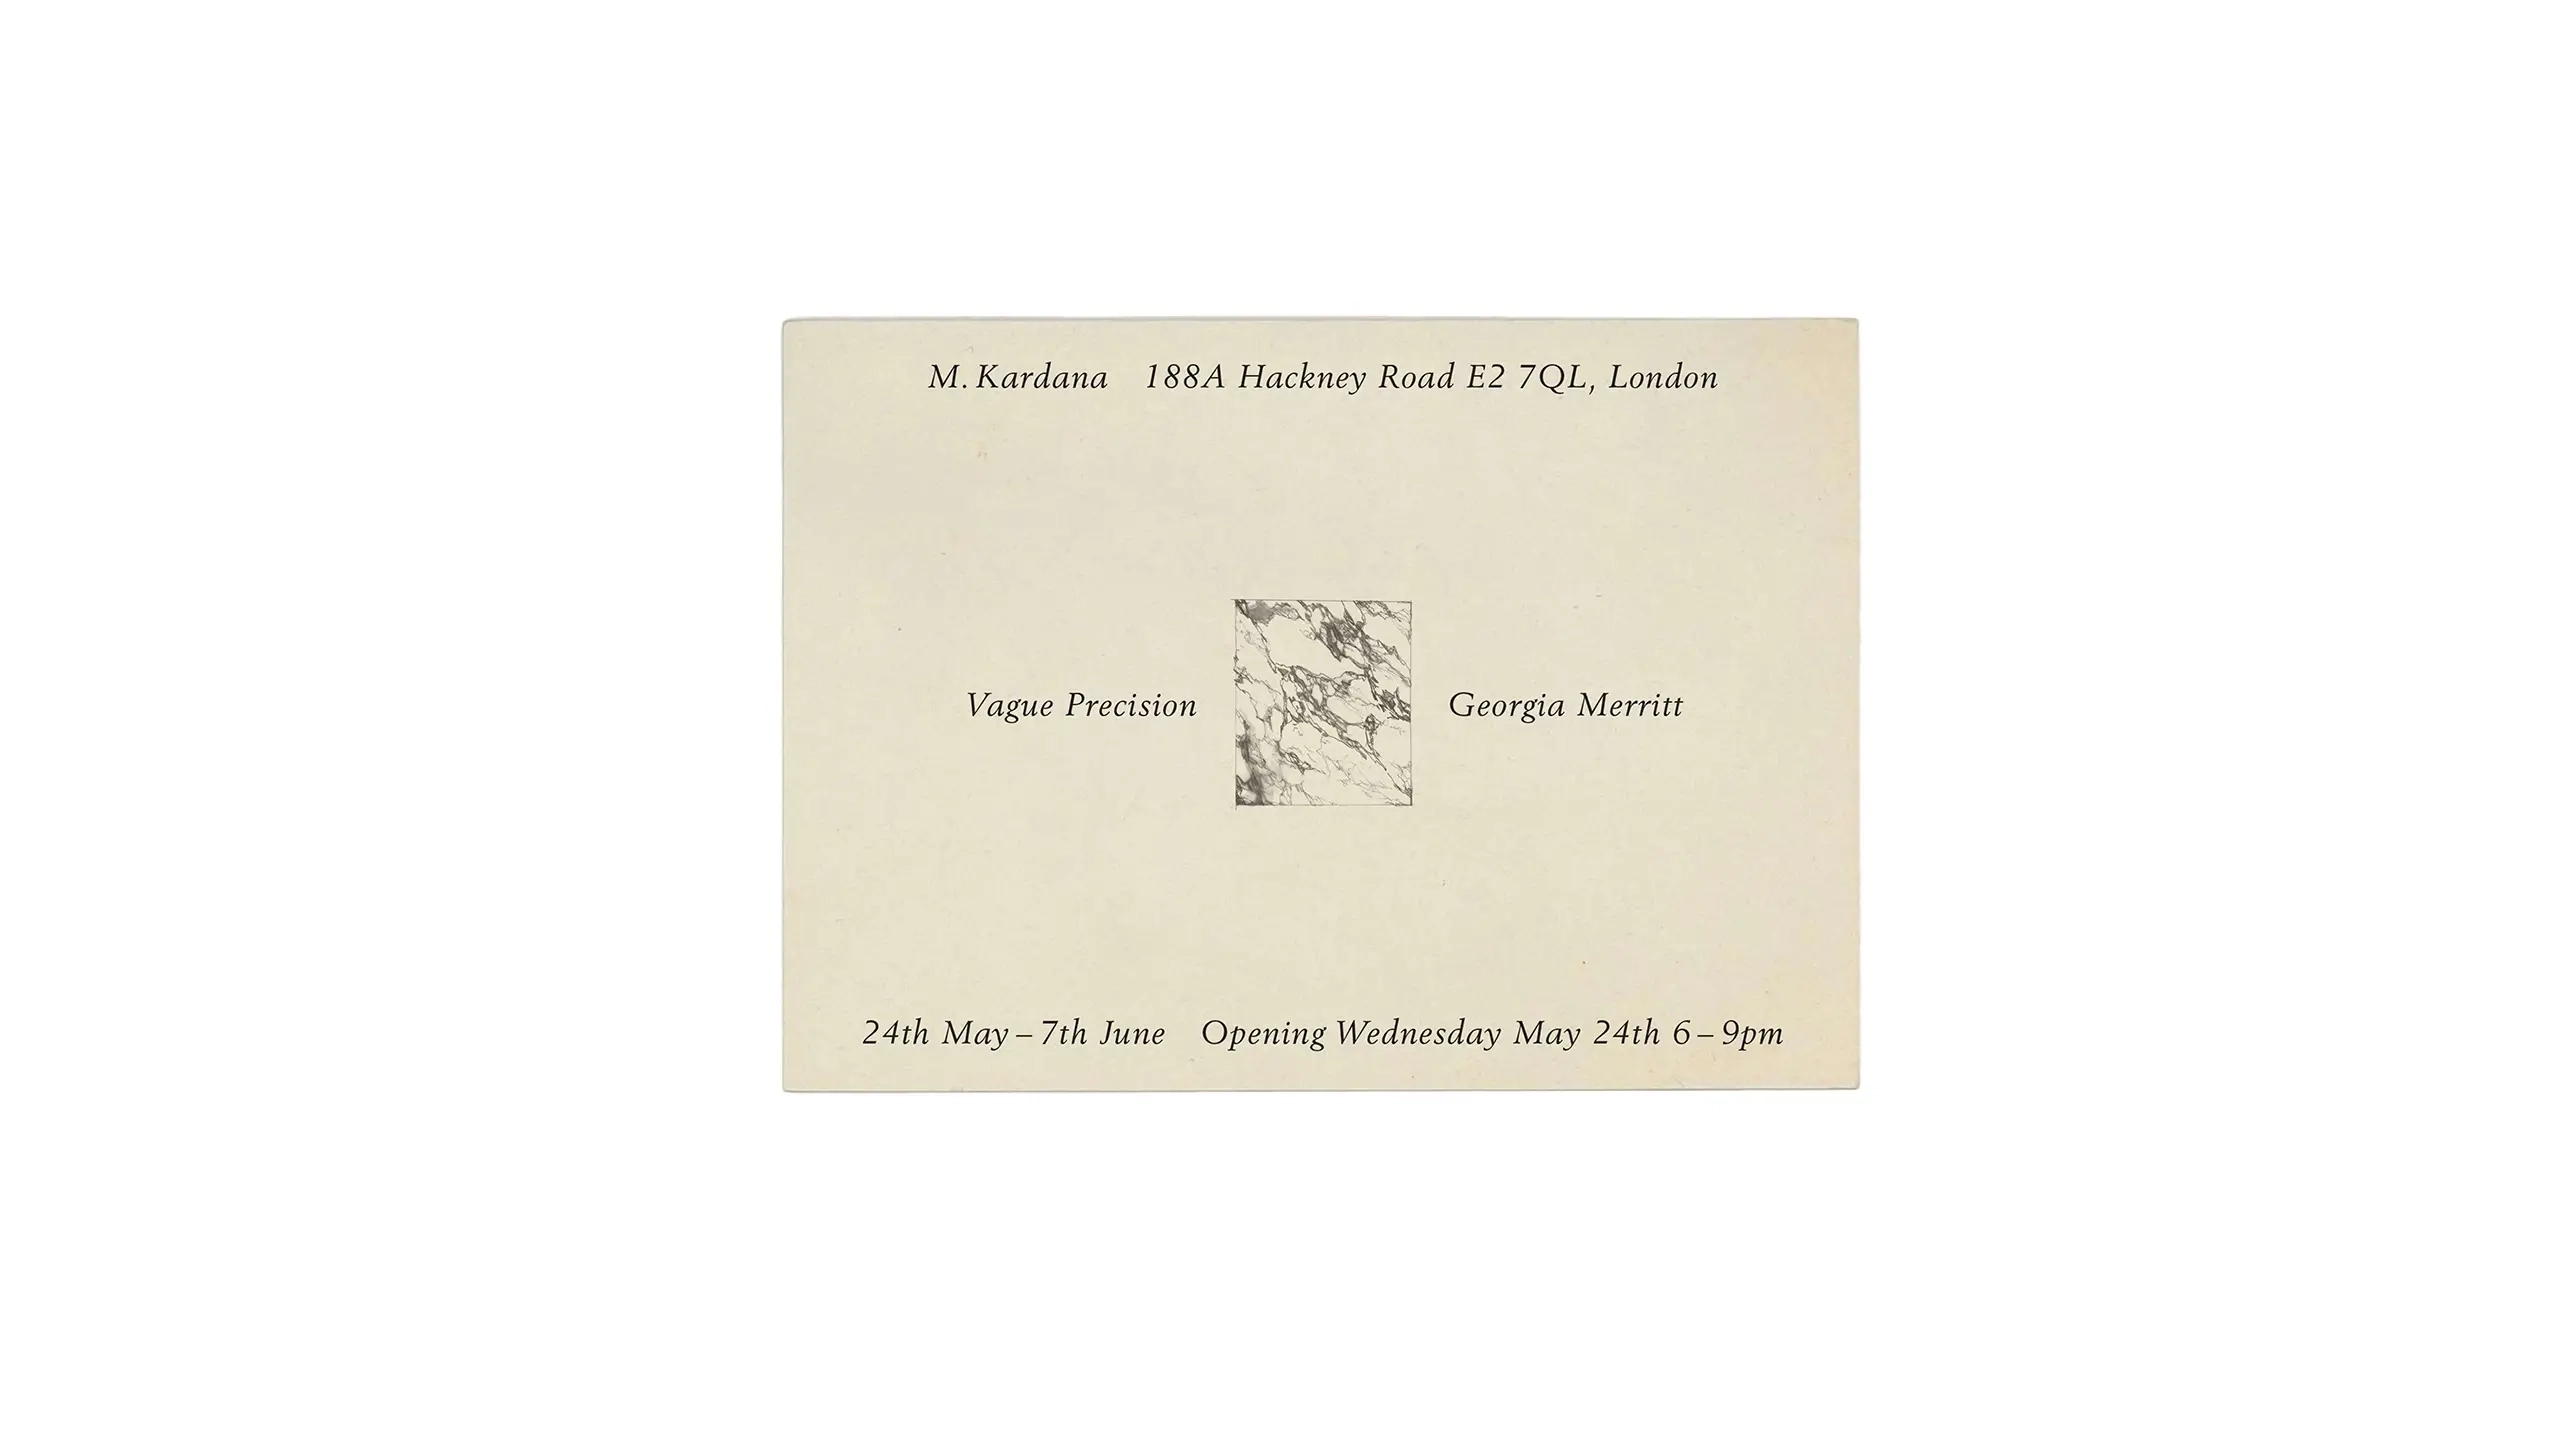 M. Kardana 188A Hackney Road E2 7QL, London
Vague Precision Georgia Merritt
24th May – 7th June Opening Wednesday May 24th 6 – 9pm